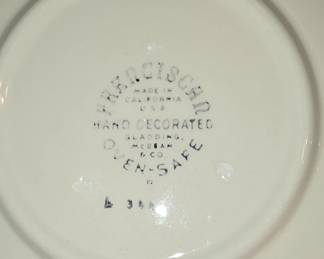 FRANCISCAN
MADE IN
CALIFORNIA
U.S.A
HAND DECORATED
GLADDING,
McBEAN
& CO.
OVEN-SAFE